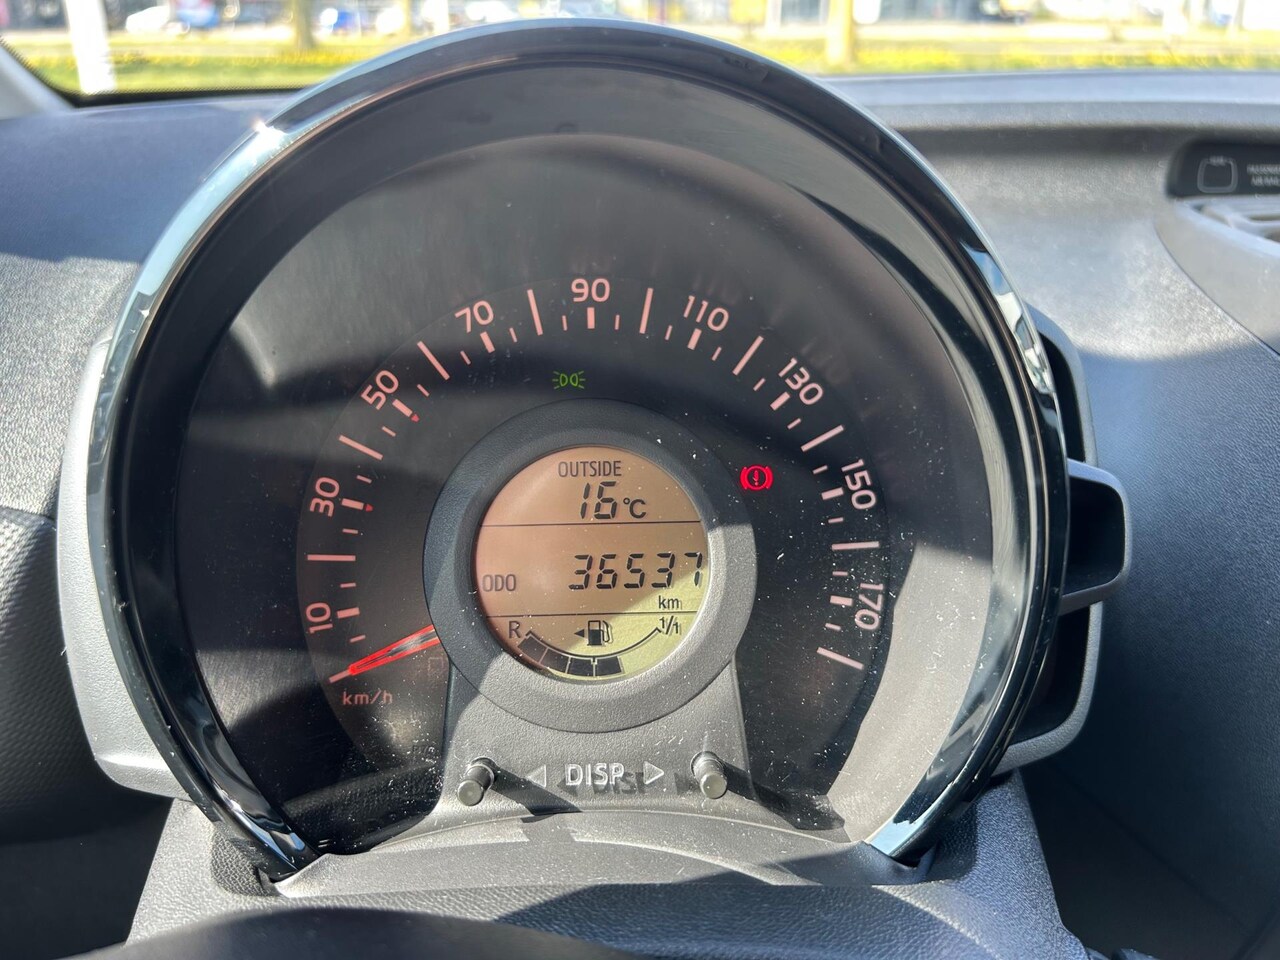 10
30
50
70
90
110
130
150
170
km/h
OUTSIDE
16°C
ODO 36537
km
R 1/1
DISP